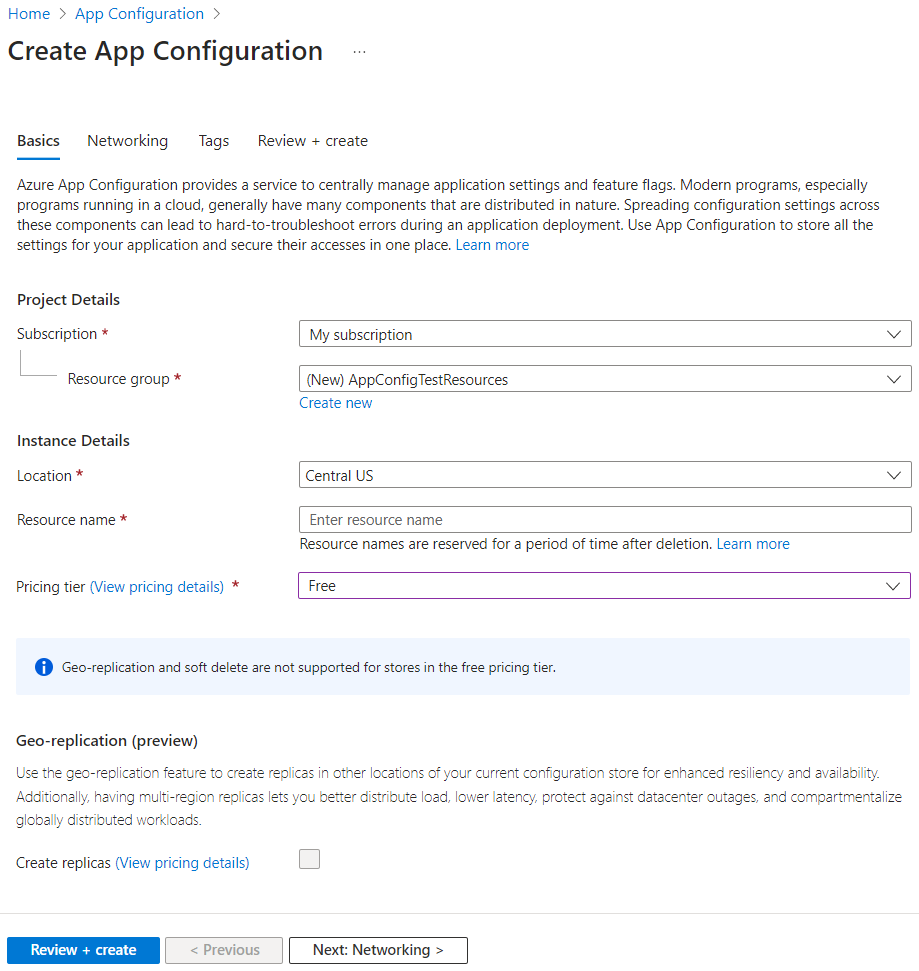 Home > App Configuration >
Create App Configuration ...
Basics Networking Tags Review + create
Azure App Configuration provides a service to centrally manage application settings and feature flags. Modern programs, especially
programs running in a cloud, generally have many components that are distributed in nature. Spreading configuration settings across
these components can lead to hard-to-troubleshoot errors during an application deployment. Use App Configuration to store all the
settings for your application and secure their accesses in one place. Learn more
Project Details
Subscription * My subscription
Resource group * (New) AppConfigTestResources
Create new
Instance Details
Location * Central US
Resource name * Enter resource name
Resource names are reserved for a period of time after deletion. Learn more
Pricing tier (View pricing details) * Free
Geo-replication and soft delete are not supported for stores in the free pricing tier.
Geo-replication (preview)
Use the geo-replication feature to create replicas in other locations of your current configuration store for enhanced resiliency and availability.
Additionally, having multi-region replicas lets you better distribute load, lower latency, protect against datacenter outages, and compartmentalize
globally distributed workloads.
Create replicas (View pricing details)
Review + create < Previous Next: Networking >